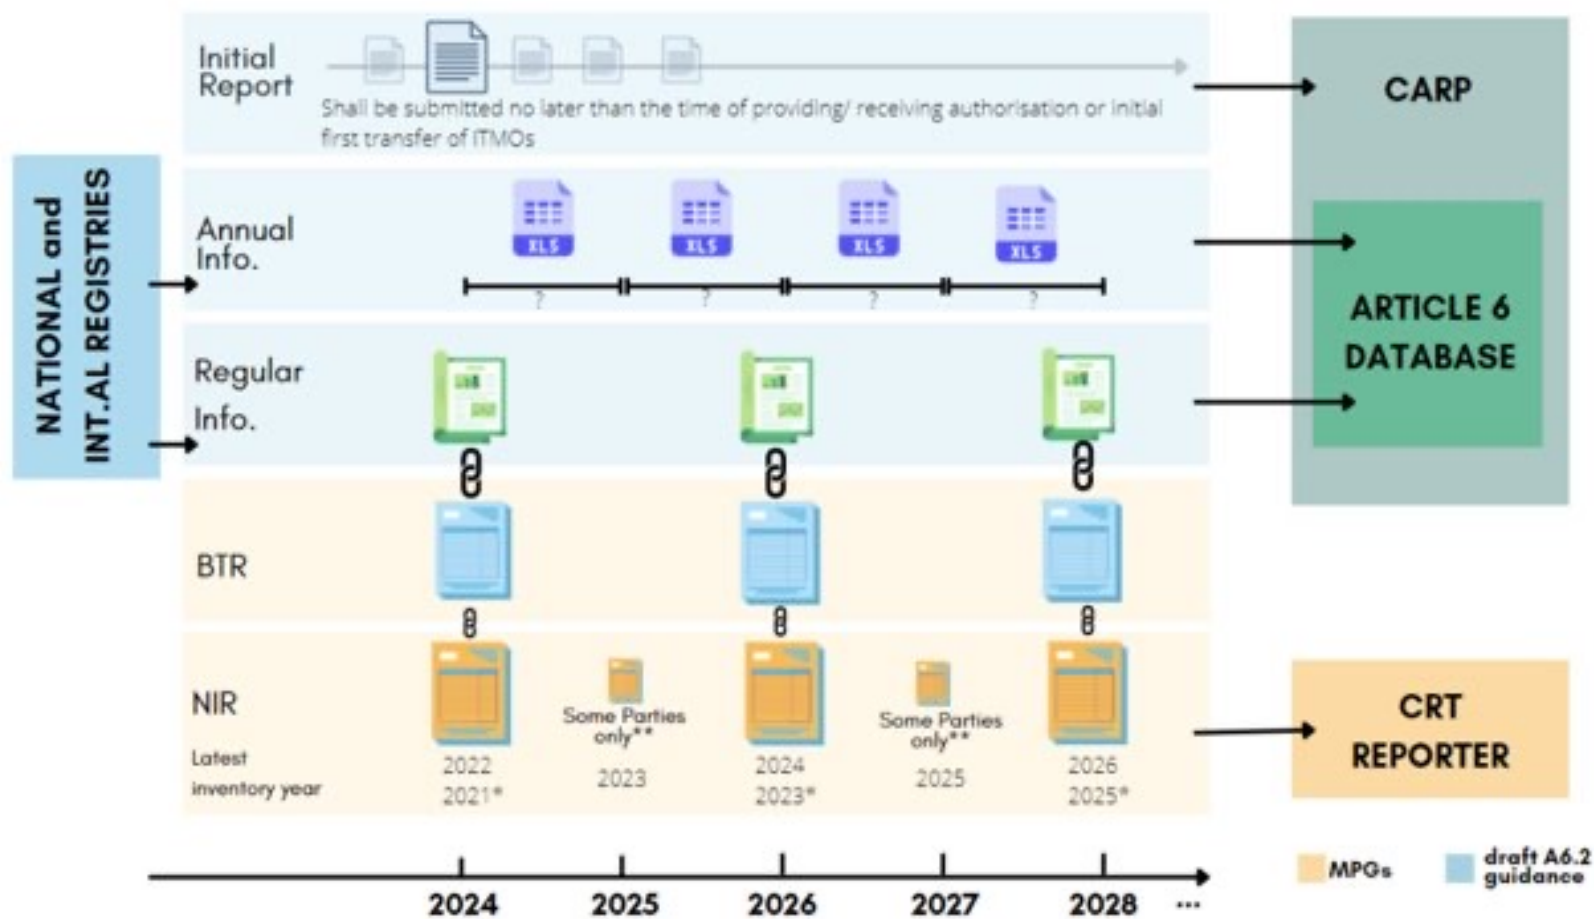 Initial
Report
Shall be submitted no later than the time of providing/ receiving authorisation or initial
first transfer of ITMOs
CARP
NATIONAL and
INT.AL REGISTRIES
Annual
Info.
XLS
XLS
XLS
XLS
?
?
?
?
ARTICLE 6
DATABASE
Regular
Info.
BTR
NIR
Some Parties
only**
Some Parties
only**
Latest
inventory year
2022
2021*
2023
2024
2023*
2025
2026
2025*
CRT
REPORTER
MPGs
draft A6.2
guidance
2024
2025
2026
2027
2028
...